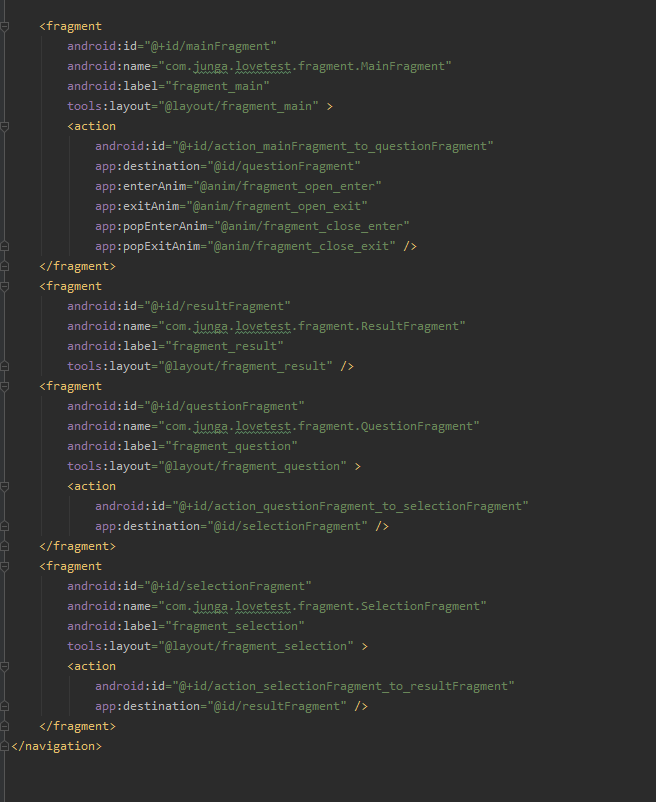 <fragment
android:id="@+id/mainFragment"
android:name="com.junga.lovetest.fragment.MainFragment"
android:label="fragment_main"
tools:layout="@layout/fragment_main" >
<action
android:id="@+id/action_mainFragment_to_questionFragment"
app:destination="@id/questionFragment"
app:enterAnim="@anim/fragment_open_enter"
app:exitAnim="@anim/fragment_open_exit"
app:popEnterAnim="@anim/fragment_close_enter"
app:popExitAnim="@anim/fragment_close_exit" />
</fragment>
<fragment
android:id="@+id/resultFragment"
android:name="com.junga.lovetest.fragment.ResultFragment"
android:label="fragment_result"
tools:layout="@layout/fragment_result" />
<fragment
android:id="@+id/questionFragment"
android:name="com.junga.lovetest.fragment.QuestionFragment"
android:label="fragment_question"
tools:layout="@layout/fragment_question" >
<action
android:id="@+id/action_questionFragment_to_selectionFragment"
app:destination="@id/selectionFragment" />
</fragment>
<fragment
android:id="@+id/selectionFragment"
android:name="com.junga.lovetest.fragment.SelectionFragment"
android:label="fragment_selection"
tools:layout="@layout/fragment_selection" >
<action
android:id="@+id/action_selectionFragment_to_resultFragment"
app:destination="@id/resultFragment" />
</fragment>
</navigation>